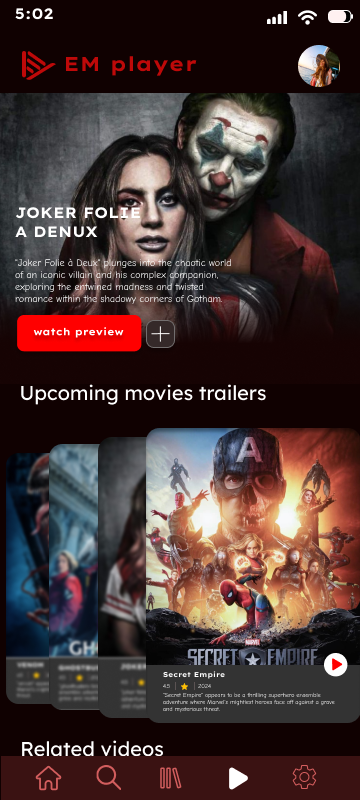 5:02
EM player
JOKER FOLIE
A DENUX
"Joker Folie à Deux" plunges into the chaotic world
of an iconic villain and his complex companion,
exploring the entwined madness and twisted
romance within the shadowy corners of Gotham.
watch preview
Upcoming movies trailers
A
MARVEL
SECRET EMPIRE
VENOM
GHOSTBUS
JOKER
GH
Secret Empire
4.5 | | 2024
"Secret Empire" appears to be a thrilling superhero ensemble
adventure where Marvel's mightiest heroes face off against a grave
and mysterious threat.
Related videos